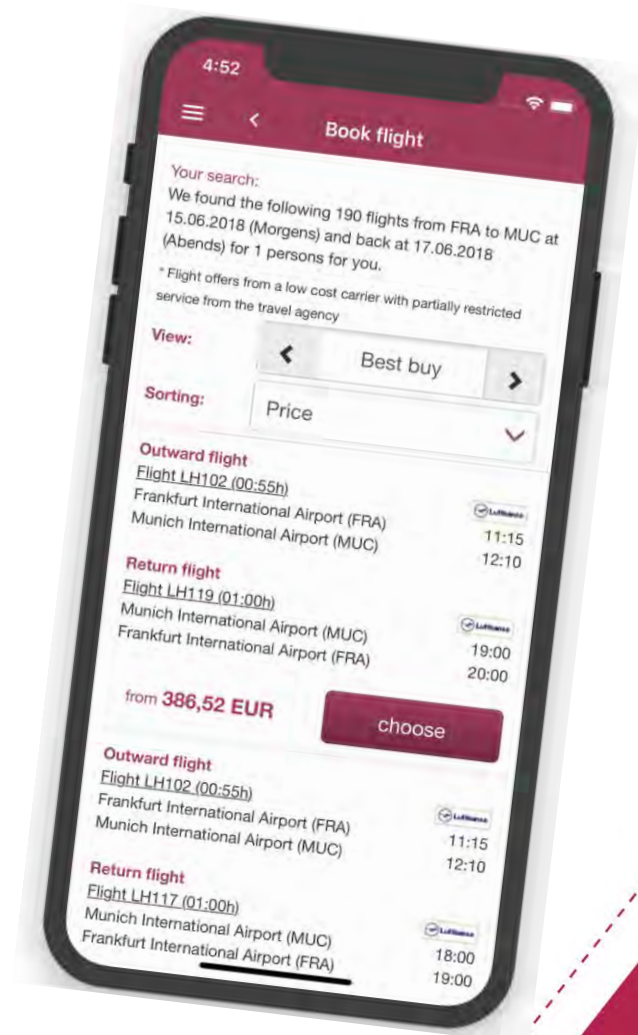 4:52
Book flight
Your search:
We found the following 190 flights from FRA to MUC at
15.06.2018 (Morgens) and back at 17.06.2018
(Abends) for 1 persons for you.
* Flight offers from a low cost carrier with partially restricted
service from the travel agency
View:
Best buy
Sorting:
Price
Outward flight
Flight LH102 (00:55h)
Lufthansa
Frankfurt International Airport (FRA) 11:15
Munich International Airport (MUC) 12:10
Return flight
Flight LH119 (01:00h)
Lufthansa
Munich International Airport (MUC) 19:00
Frankfurt International Airport (FRA) 20:00
from 386,52 EUR
choose
Outward flight
Flight LH102 (00:55h)
Lufthansa
Frankfurt International Airport (FRA) 11:15
Munich International Airport (MUC) 12:10
Return flight
Flight LH117 (01:00h)
Lufthansa
Munich International Airport (MUC) 18:00
Frankfurt International Airport (FRA) 19:00